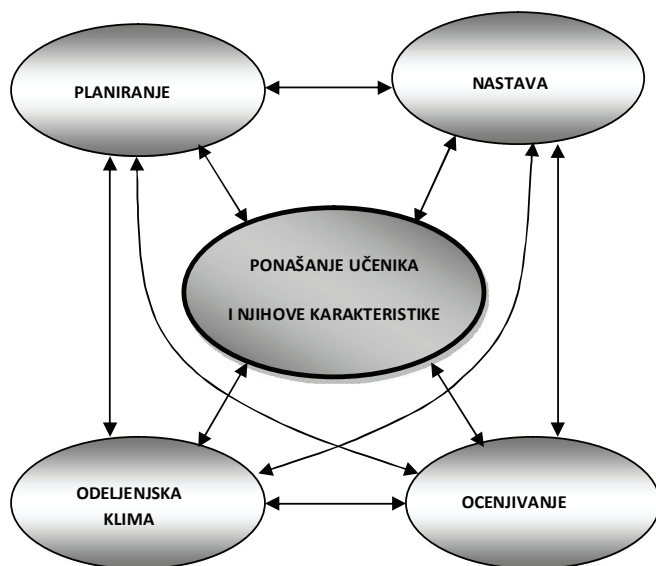 PLANIRANJE
NASTAVA
PONAŠANJE UČENIKA
I NJIHOVE KARAKTERISTIKE
ODELJENJSKA
KLIMA
OCENJIVANJE